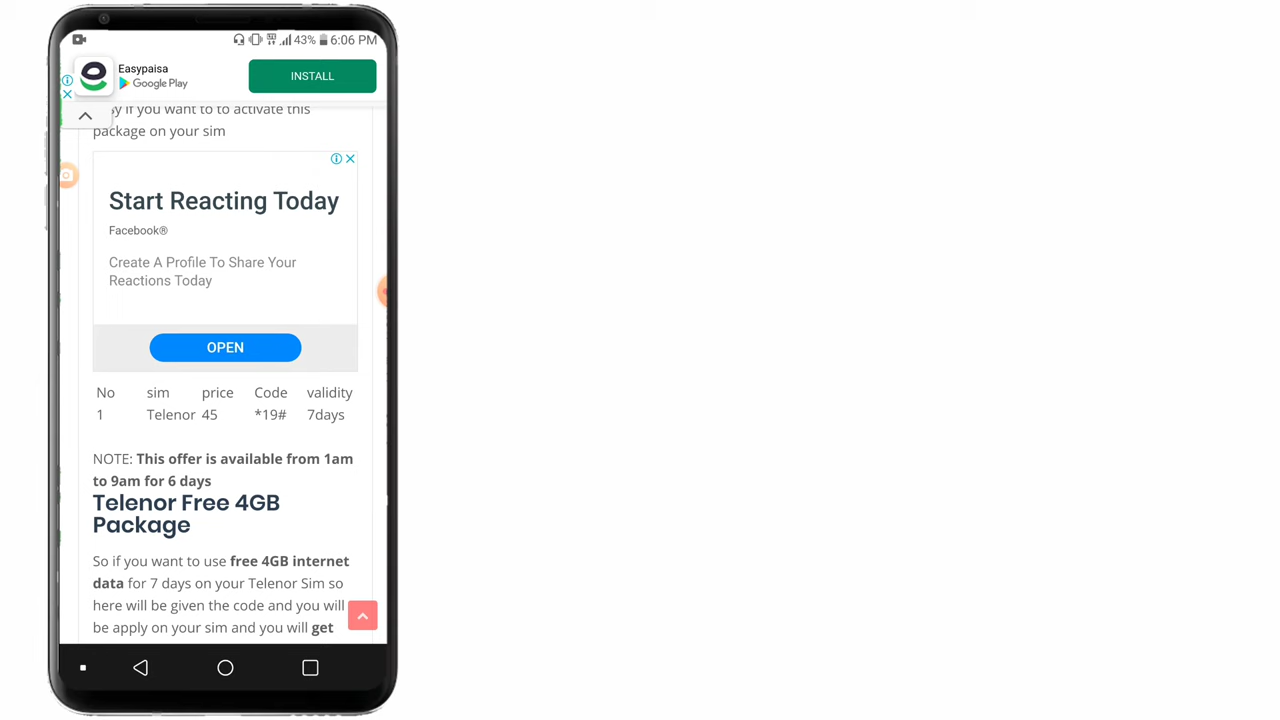 43% 6:06 PM
Easypaisa
Google Play
INSTALL
if you want to to activate this
package on your sim
Start Reacting Today
Facebook®
Create A Profile To Share Your
Reactions Today
OPEN
No sim price Code validity
1 Telenor 45 *19# 7days
NOTE: This offer is available from 1am
to 9am for 6 days
Telenor Free 4GB
Package
So if you want to use free 4GB internet
data for 7 days on your Telenor Sim so
here will be given the code and you will
be apply on your sim and you will get